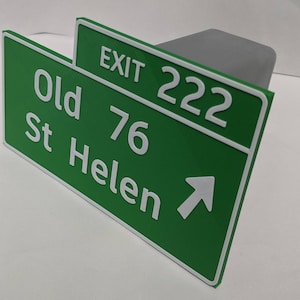 EXIT 222
Old 76
St Helen